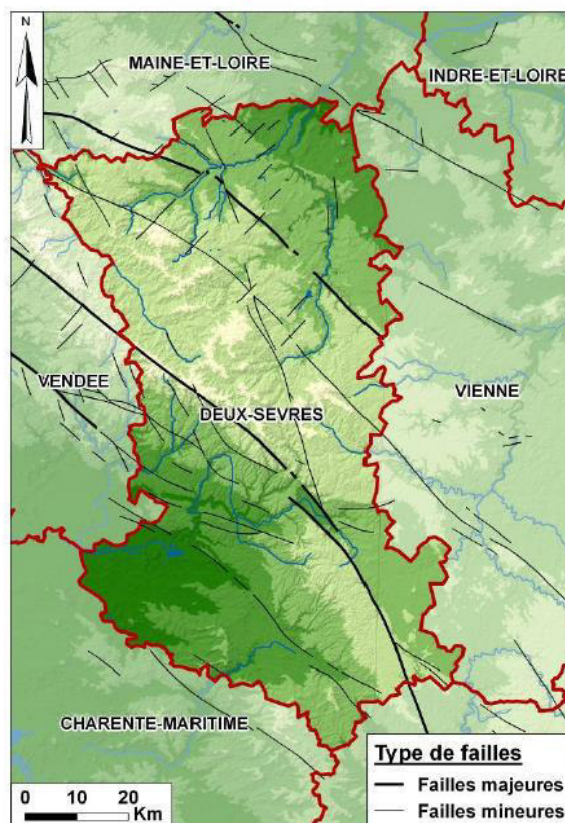 N
MAINE-ET-LOIRE
INDRE-ET-LOIRE
VENDEE
VIENNE
DEUX-SEVRES
CHARENTE-MARITIME
Type de failles
Failles majeures
Failles mineures
0 10 20
Km